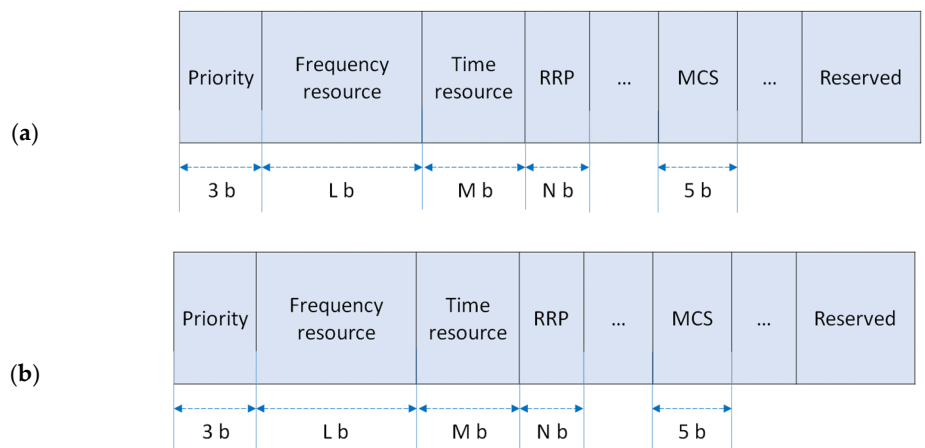 Priority
Frequency
resource
Time
resource
RRP
...
MCS
...
Reserved
(a)
3 b
L b
M b
N b
5 b
Priority
Frequency
resource
Time
resource
RRP
...
MCS
...
Reserved
(b)
3 b
L b
M b
N b
5 b